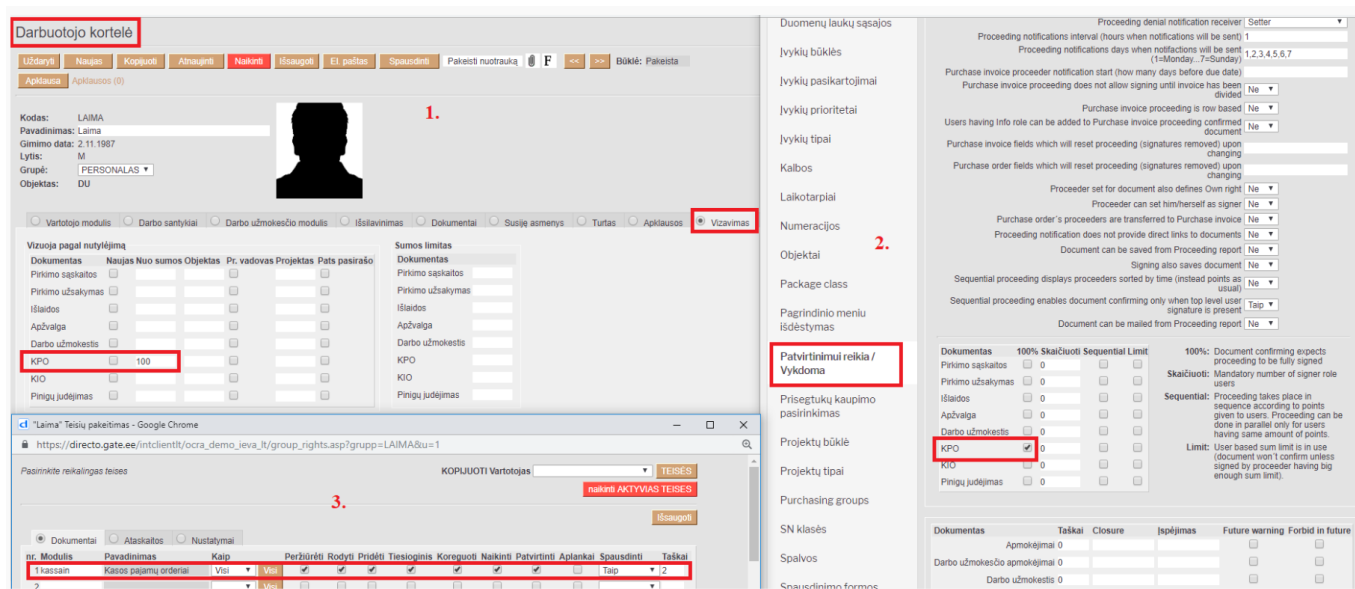 Darbuotojo kortelė
Uždaryti Naujas Kopijuoti Atnaujinti Naikinti Išsaugoti El. paštas Spausdinti Pakeisti nuotrauką F << >> Būklė: Pakeista
Apklausa Apklausos (0)
1.
Kodas: LAIMA
Pavadinimas: Laima
Gimimo data: 2.11.1987
Lytis: M
Grupė: PERSONALAS
Objektas: DU
Vartotojo modulis Darbo santykiai Darbo užmokesčio modulis Išsilavinimas Dokumentai Susiję asmenys Turtas Apklausos Vizavimas
Vizuoja pagal nutylėjimą
Dokumentas Naujas Nuo sumos Objektas Pr. vadovas Projektas Pats pasirašo
Pirkimo sąskaitos
Pirkimo užsakymas
Išlaidos
Apžvalga
Darbo užmokestis
KPO 100
KIO
Pinigų judėjimas
Sumos limitas
Dokumentas
Pirkimo sąskaitos
Pirkimo užsakymas
Išlaidos
Apžvalga
Darbo užmokestis
KPO
KIO
Pinigų judėjimas
"Laima" Teisių pakeitimas - Google Chrome
https://directo.gate.ee/intclientlt/ocra_demo_ieva_lt/group_rights.asp?grupp=LAIMA&u=1
Pasirinkite reikalingas teises KOPIJUOTI Vartotojas TEISĖS
naikinti AKTYVIAS TEISES
3.
Išsaugoti
Dokumentai Ataskaitos Nustatymai
nr. Modulis Pavadinimas Kaip Peržiūrėti Rodyti Pridėti Tiesioginis Koreguoti Naikinti Patvirtinti Aplankai Spausdinti Taškai
1 kassain Kasos pajamų orderiai Visi Visi Taip 2
2 Visi
Duomenų laukų sąsajos
Įvykių būklės
Įvykių pasikartojimai
Įvykių prioritetai
Įvykių tipai
Kalbos
Laikotarpiai
Numeracijos
Objektai
Package class
Pagrindinio meniu
išdėstymas
Patvirtinimui reikia /
Vykdoma
Prisegtukų kaupimo
pasirinkimas
Projektų būklė
Projektų tipai
Purchasing groups
SN klasės
Spalvos
Spausdinimo formos
2.
Proceeding denial notification receiver Setter
Proceeding notifications interval (hours when notifications will be sent) 1
Proceeding notifications days when notifactions will be sent
(1=Monday...7=Sunday) 1,2,3,4,5,6,7
Purchase invoice proceeder notification start (how many days before due date)
Purchase invoice proceeding does not allow signing until invoice has been
divided Ne
Purchase invoice proceeding is row based Ne
Users having Info role can be added to Purchase invoice proceeding confirmed
document Ne
Purchase invoice fields which will reset proceeding (signatures removed) upon
changing
Purchase order fields which will reset proceeding (signatures removed) upon
changing
Proceeder set for document also defines Own right Ne
Proceeder can set him/herself as signer Ne
Purchase order's proceeders are transferred to Purchase invoice Ne
Proceeding notification does not provide direct links to documents Ne
Document can be saved from Proceeding report Ne
Signing also saves document Ne
Sequential proceeding displays proceeders sorted by time (instead points as
usual) Ne
Sequential proceeding enables document confirming only when top level user
signature is present Taip
Document can be mailed from Proceeding report Ne
Dokumentas 100% Skaičiuoti Sequential Limit
Pirkimo sąskaitos 0
Pirkimo užsakymas 0
Išlaidos 0
Apžvalga 0
Darbo užmokestis 0
KPO 0
KIO 0
Pinigų judėjimas 0
100%: Document confirming expects
proceeding to be fully signed
Skaičiuoti: Mandatory number of signer role
users
Sequential: Proceeding takes place in
sequence according to points
given to users. Proceeding can be
done in parallel only for users
having same amount of points.
Limit: User based sum limit is in use
(document won't confirm unless
signed by proceeder having big
enough sum limit).
Dokumentas Taškai Closure Įspėjimas Future warning Forbid in future
Apmokėjimai 0
Darbo užmokesčio apmokėjimai 0
Darbo užmokestis 0